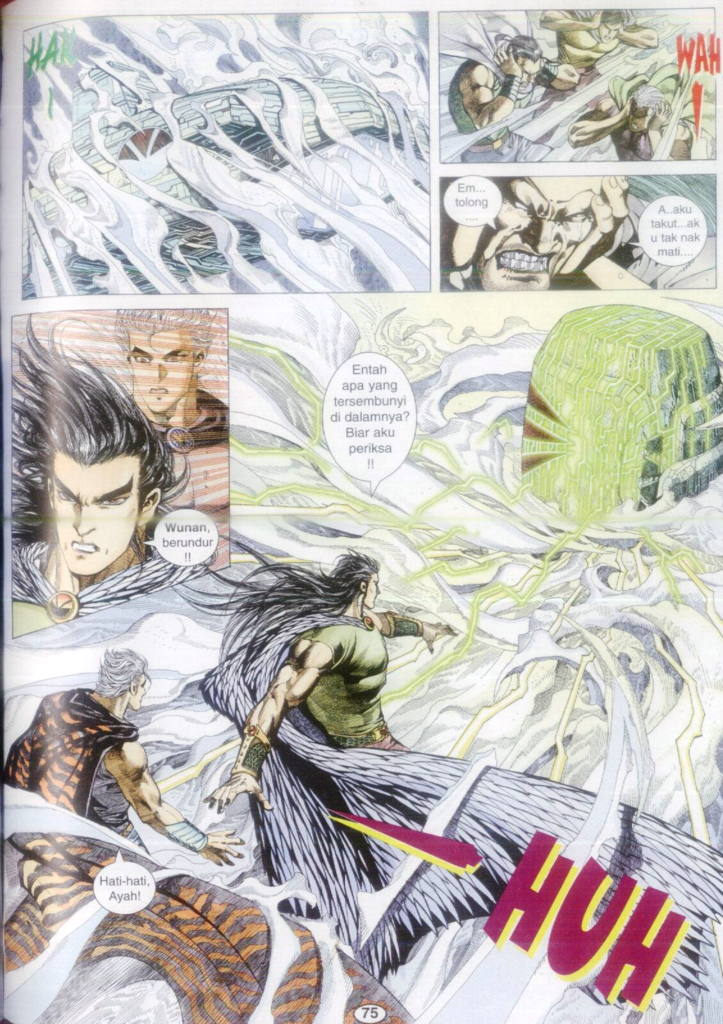 HAK
!
WAH
!
Em...
tolong
....
A..aku
takut...ak
u tak nak
mati....
Entah
apa yang
tersembunyi
di dalamnya?
Biar aku
periksa
!!
Wunan,
berundur
!!
Hati-hati,
Ayah!
HUH
75